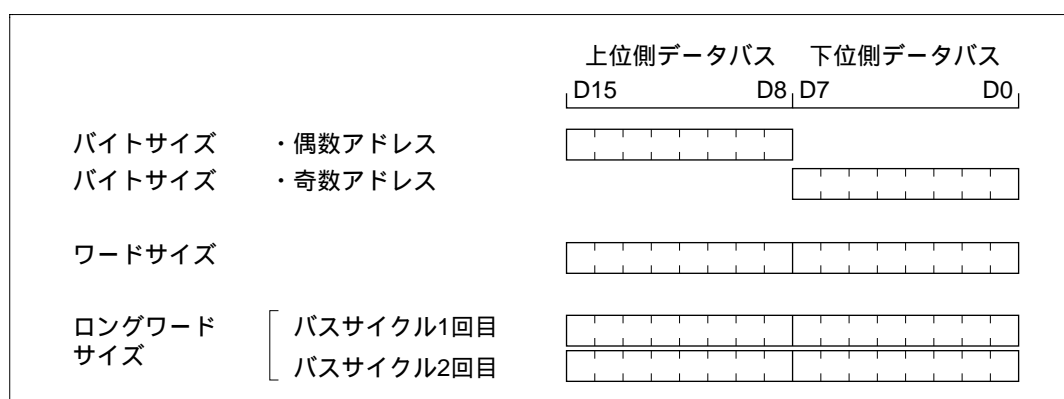 上位側データバス 下位側データバス
D15 D8 D7 D0
バイトサイズ ・偶数アドレス
バイトサイズ ・奇数アドレス
ワードサイズ
ロングワード バスサイクル1回目
サイズ バスサイクル2回目